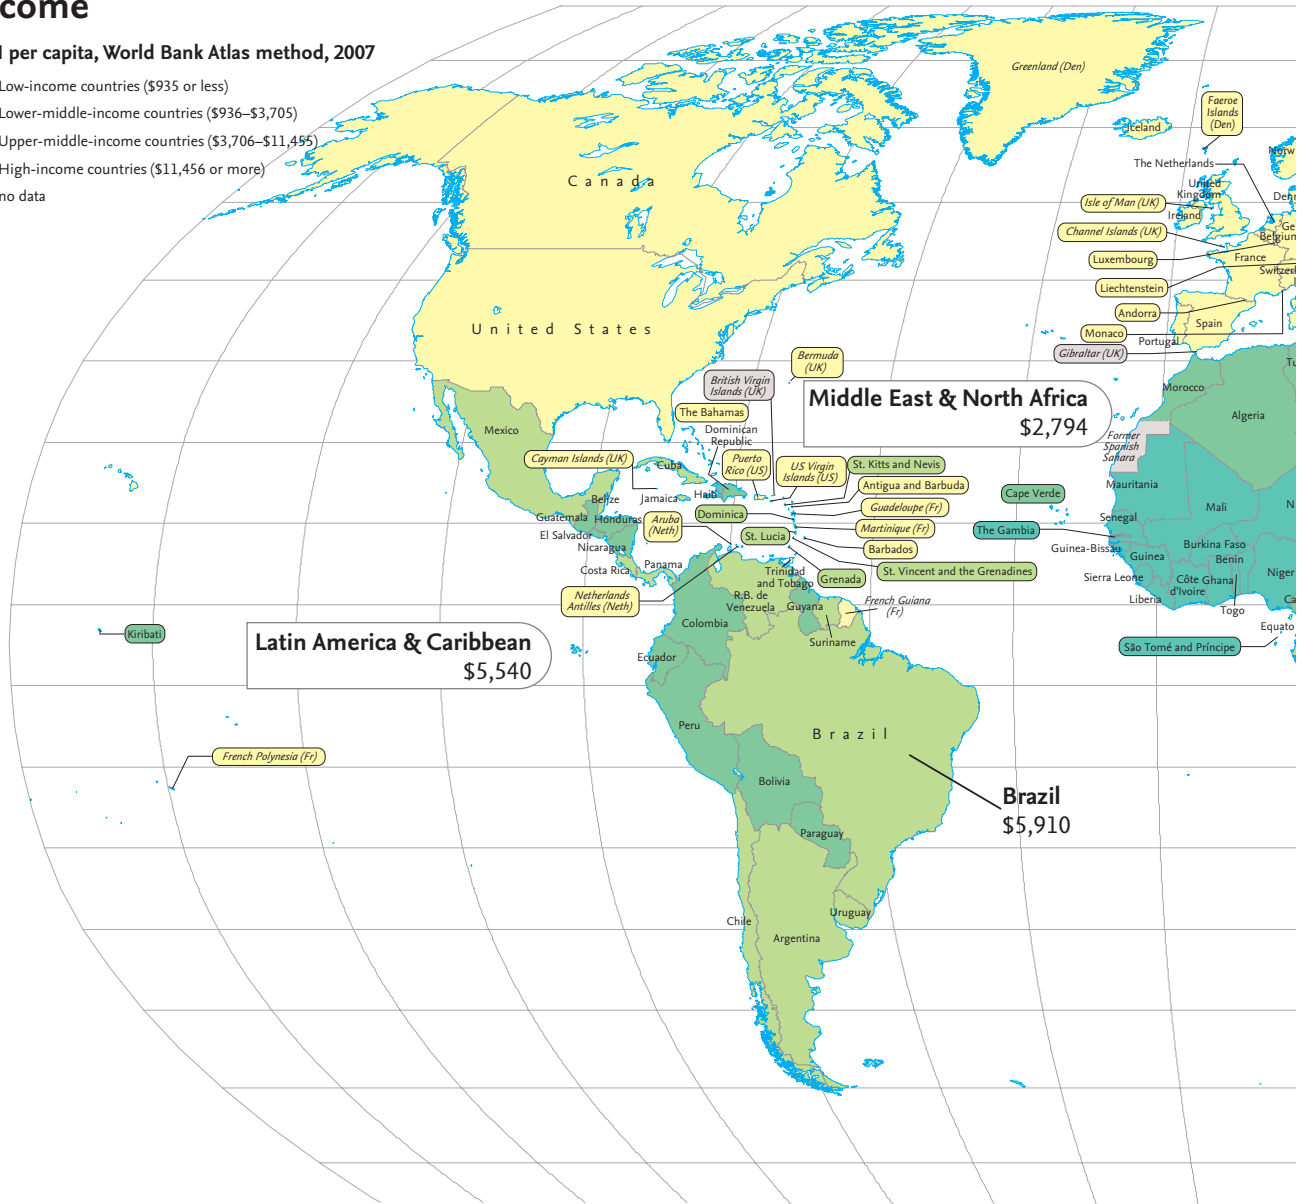 come
per capita, World Bank Atlas method, 2007
Low-income countries ($935 or less)
Lower-middle-income countries ($936–$3,705)
Upper-middle-income countries ($3,706–$11,455)
High-income countries ($11,456 or more)
no data
Greenland (Den)
Iceland
Faeroe
Islands
(Den)
The Netherlands
United
Kingdom
Isle of Man (UK)
Ireland
Channel Islands (UK)
Belgium
France
Luxembourg
Liechtenstein
Andorra
Spain
Monaco
Portugal
Gibraltar (UK)
Canada
United States
Bermuda
(UK)
British Virgin
Islands (UK)
Middle East & North Africa
$2,794
Morocco
Algeria
The Bahamas
Mexico
Dominican
Republic
Former
Spanish
Sahara
Cayman Islands (UK)
Cuba
Puerto
Rico (US)
US Virgin
Islands (US)
St. Kitts and Nevis
Antigua and Barbuda
Mauritania
Cape Verde
Belize
Jamaica
Haiti
Guadeloupe (Fr)
Mali
Guatemala
Honduras
Dominica
Senegal
Aruba
(Neth)
Martinique (Fr)
The Gambia
El Salvador
St. Lucia
Nicaragua
Barbados
Guinea-Bissau
Burkina Faso
Guinea
Benin
Costa Rica
Panama
Trinidad
and Tobago
Grenada
St. Vincent and the Grenadines
Sierra Leone
Côte
d'Ivoire
Ghana
Niger
Netherlands
Antilles (Neth)
R.B. de
Venezuela
Guyana
French Guiana
(Fr)
Liberia
Togo
Colombia
Suriname
Kiribati
Latin America & Caribbean
$5,540
Ecuador
São Tomé and Príncipe
Peru
Brazil
French Polynesia (Fr)
Bolivia
Brazil
$5,910
Paraguay
Chile
Uruguay
Argentina